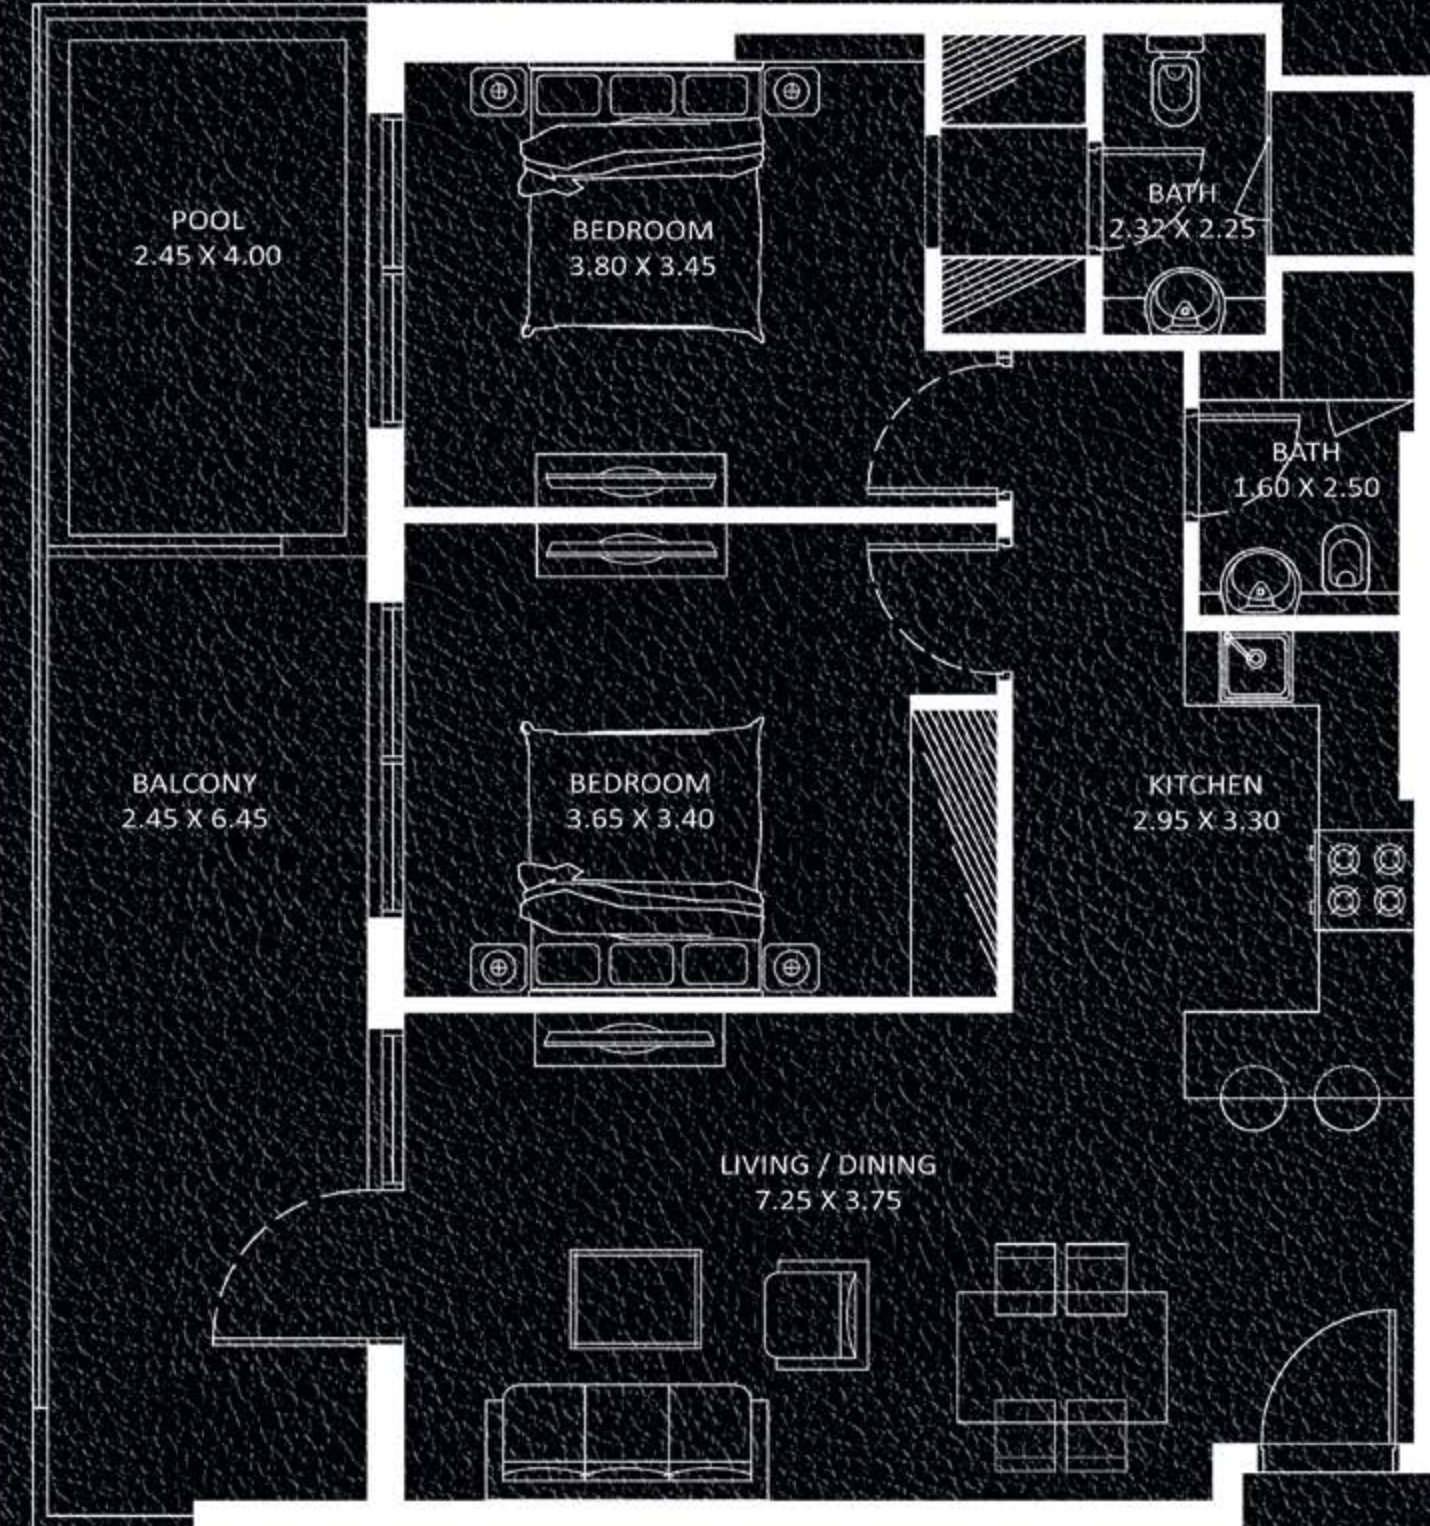 POOL
2.45 X 4.00
BEDROOM
3.80 X 3.45
BATH
2.32 X 2.25
BATH
1.60 X 2.50
BALCONY
2.45 X 6.45
BEDROOM
3.65 X 3.40
KITCHEN
2.95 X 3.30
LIVING / DINING
7.25 X 3.75